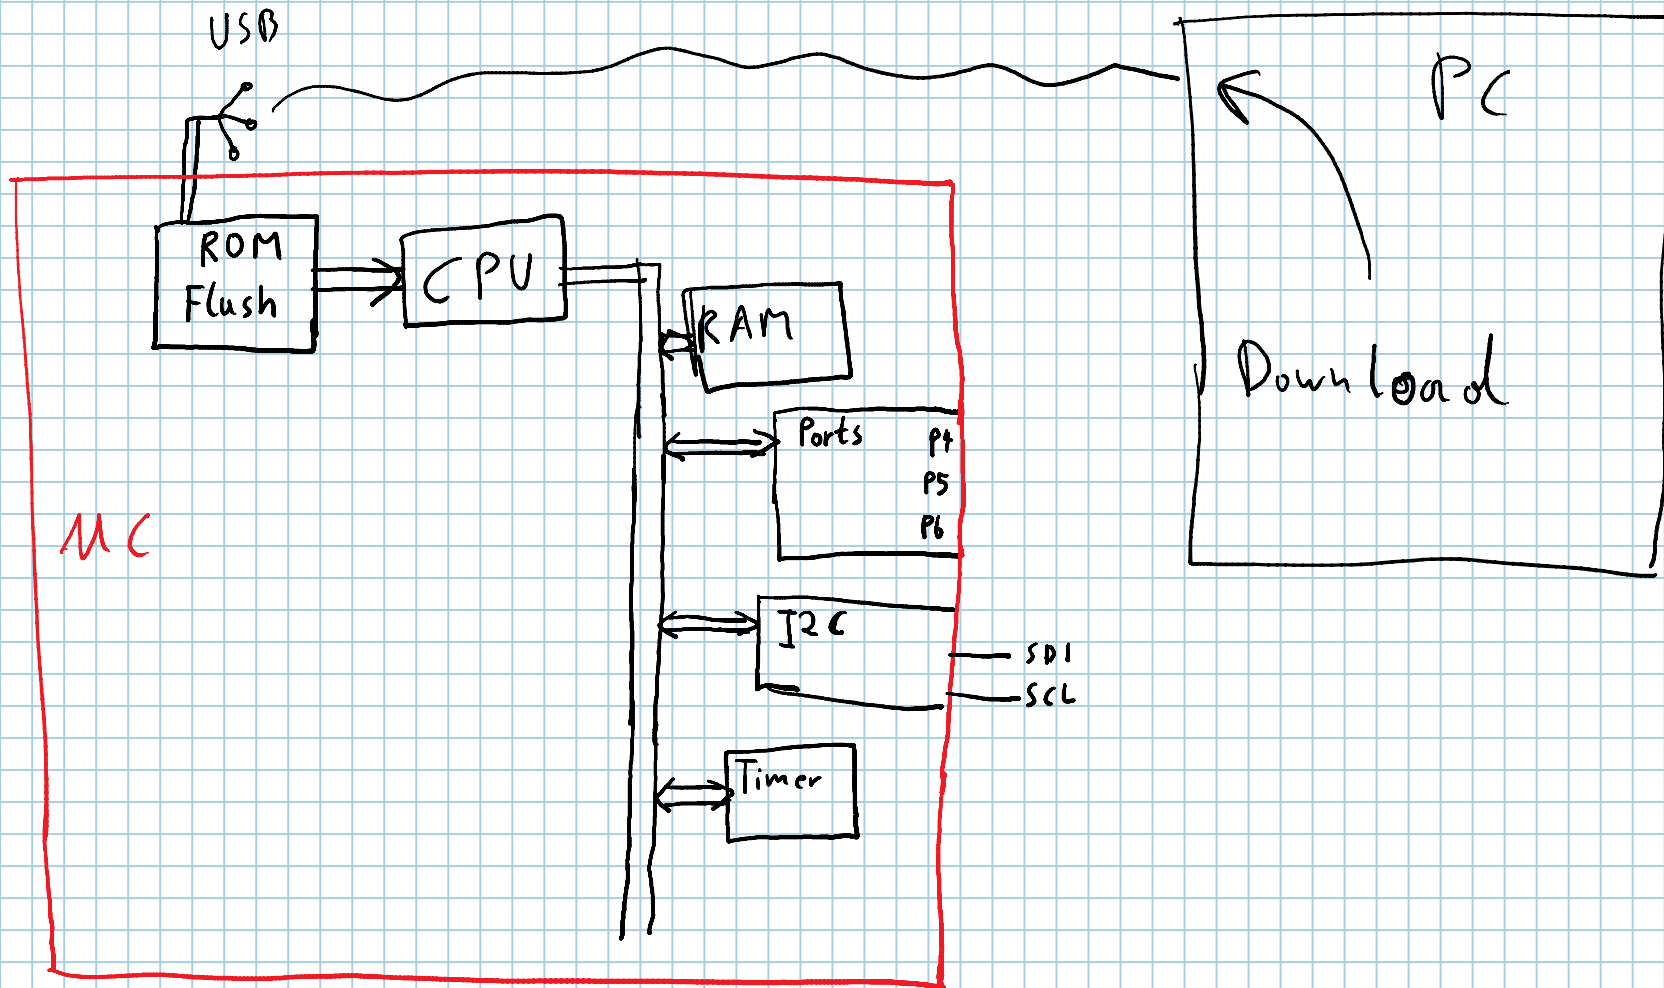 USB
PC
ROM
Flash
CPU
RAM
Download
Ports
P4
P5
P6
MC
I2C
SDI
SCL
Timer